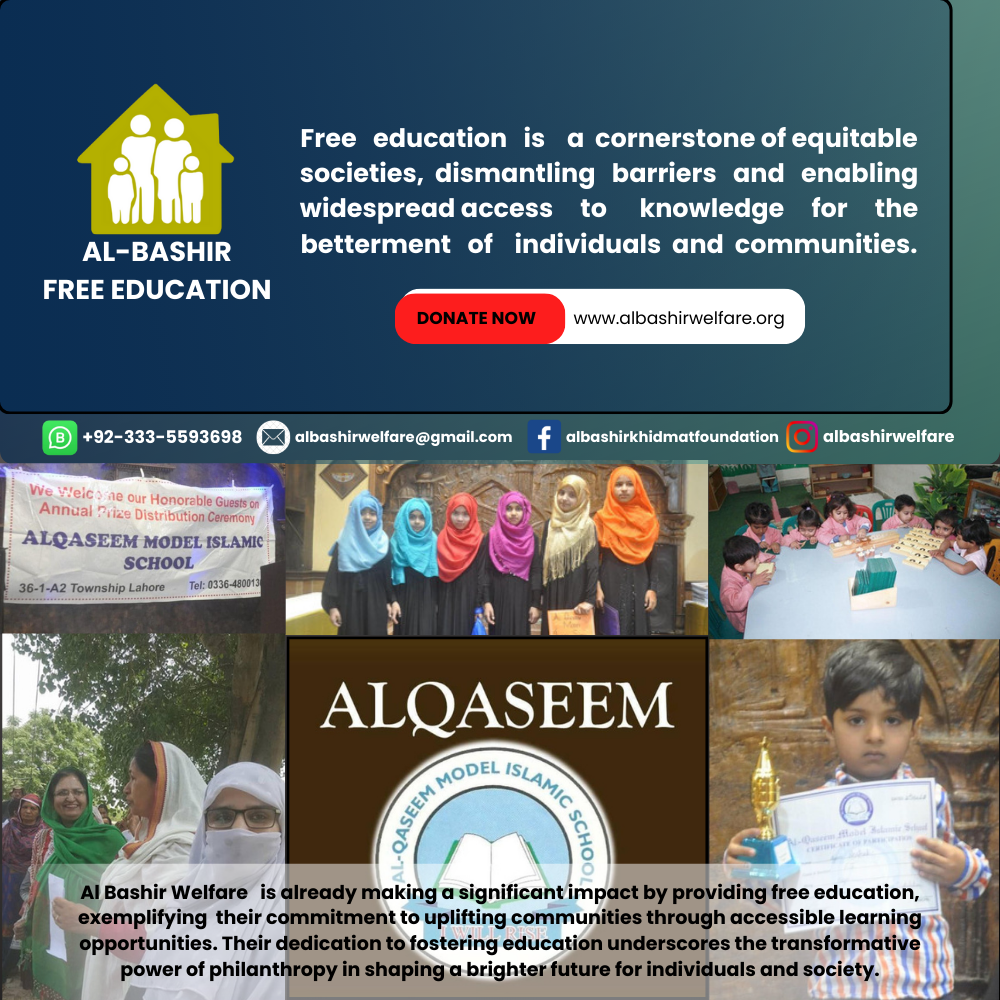 Free education is a cornerstone of equitable
societies, dismantling barriers and enabling
widespread access to knowledge for the
betterment of individuals and communities.
AL-BASHIR
FREE EDUCATION
DONATE NOW
www.albashirwelfare.org
+92-333-5593698
albashirwelfare@gmail.com
albashirkhidmatfoundation
albashirwelfare
We Welcome our Honorable Guests on
Annual Prize Distribution Ceremony
ALQASEEM MODEL ISLAMIC
SCHOOL
36-1-A2 Township Lahore
Tel: 0336-480013
ALQASEEM
AL-QASEEM MODEL ISLAMIC SCHOOL
I WILL RISE
Al-Qaseem Model Islamic School
CERTIFICATE OF PARTICIPATION
Al Bashir Welfare is already making a significant impact by providing free education,
exemplifying their commitment to uplifting communities through accessible learning
opportunities. Their dedication to fostering education underscores the transformative
power of philanthropy in shaping a brighter future for individuals and society.